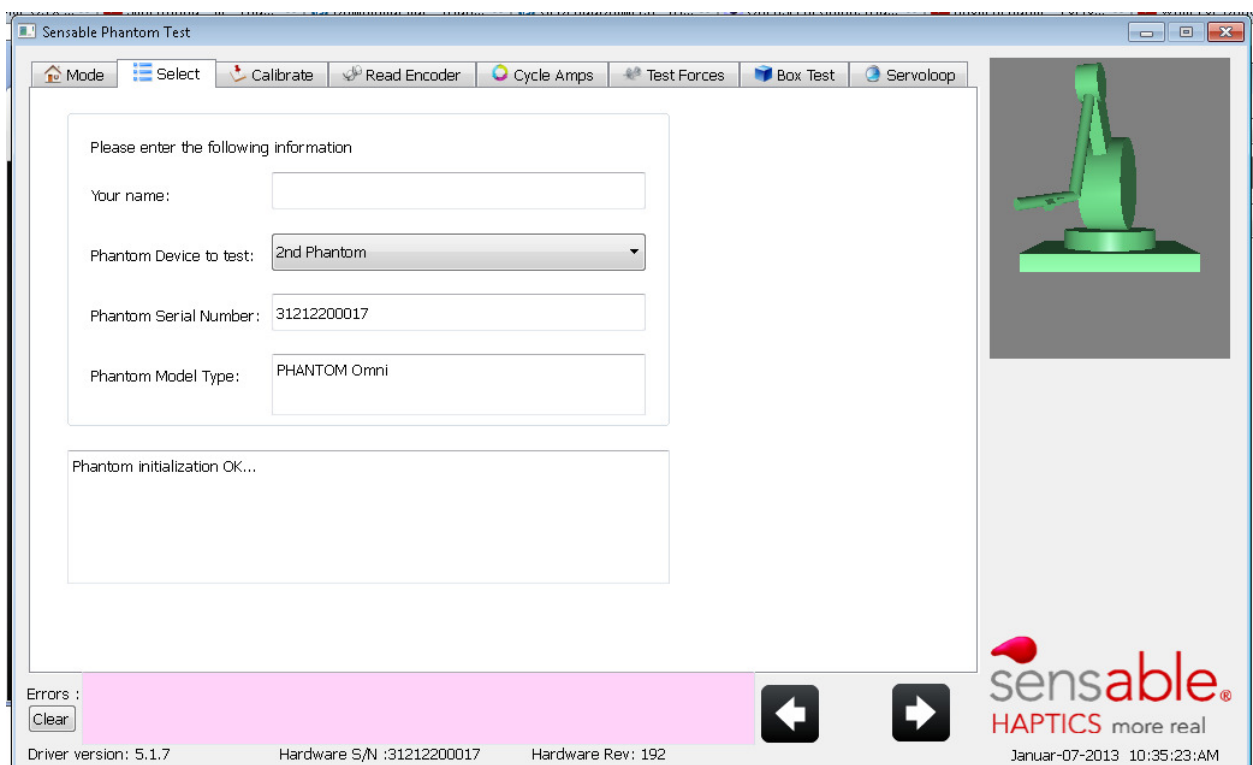 Sensable Phantom Test
Mode Select Calibrate Read Encoder Cycle Amps Test Forces Box Test Servoloop
Please enter the following information
Your name:
Phantom Device to test: 2nd Phantom
Phantom Serial Number: 31212200017
Phantom Model Type: PHANTOM Omni
Phantom initialization OK...
Errors :
Clear
sensable®
HAPTICS more real
Driver version: 5.1.7 Hardware S/N :31212200017 Hardware Rev: 192 Januar-07-2013 10:35:23:AM